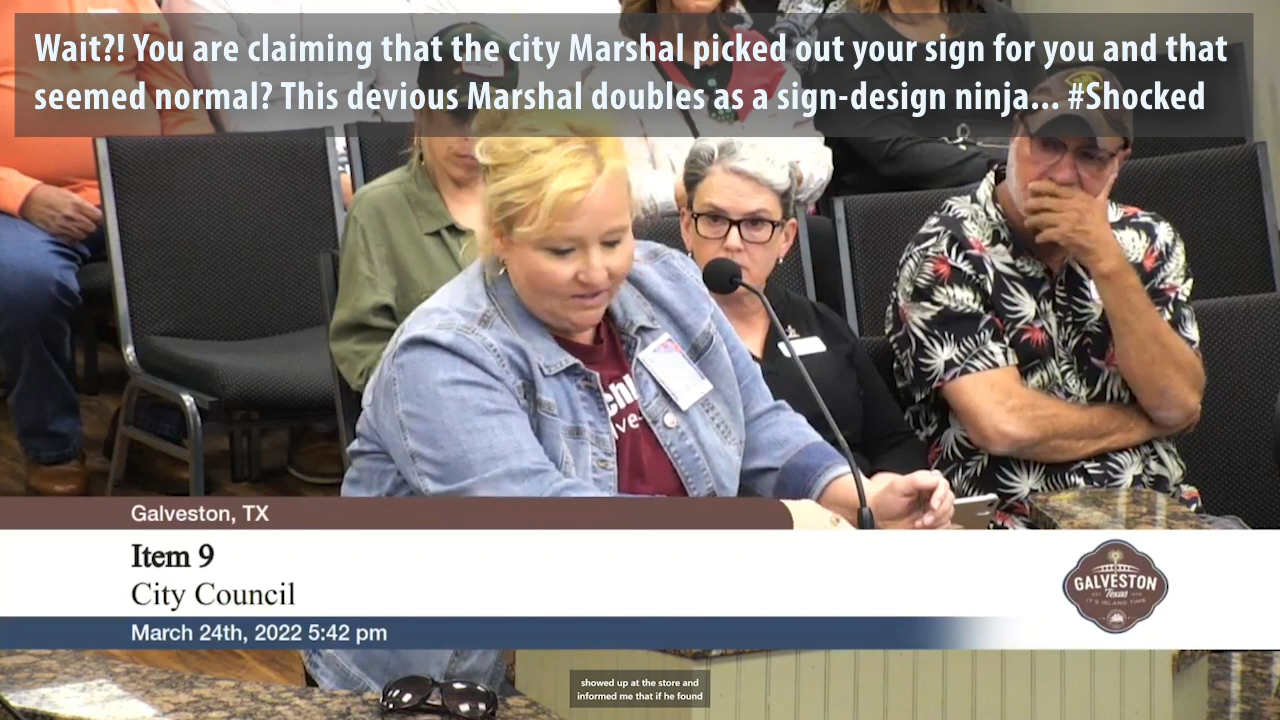 Wait?! You are claiming that the city Marshal picked out your sign for you and that
seemed normal? This devious Marshal doubles as a sign-design ninja... #Shocked
Galveston, TX
Item 9
City Council
March 24th, 2022 5:42 pm
GALVESTON
Texas
IT'S ISLAND TIME
showed up at the store and
informed me that if he found